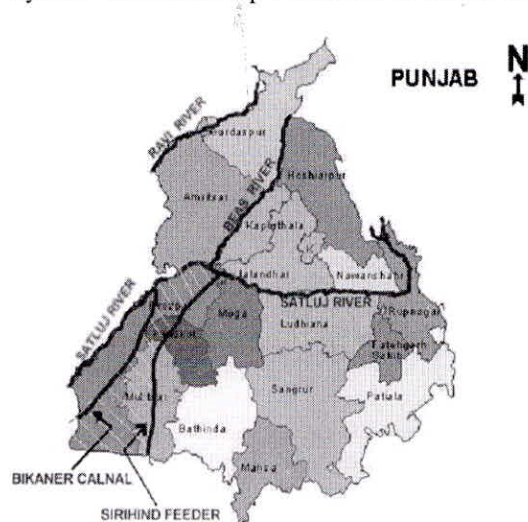 PUNJAB
N
RAVI RIVER
Gurdaspur
BEAS RIVER
Hoshiarpur
Amritsar
Kapurthala
Jalandhar
Nawanshahr
SATLUJ RIVER
SATLUJ RIVER
Rupnagar
Moga
Ludhiana
Fatehgarh
Sahib
Sangrur
Patiala
Bathinda
Mansa
BIKANER CALNAL
SIRIHIND FEEDER